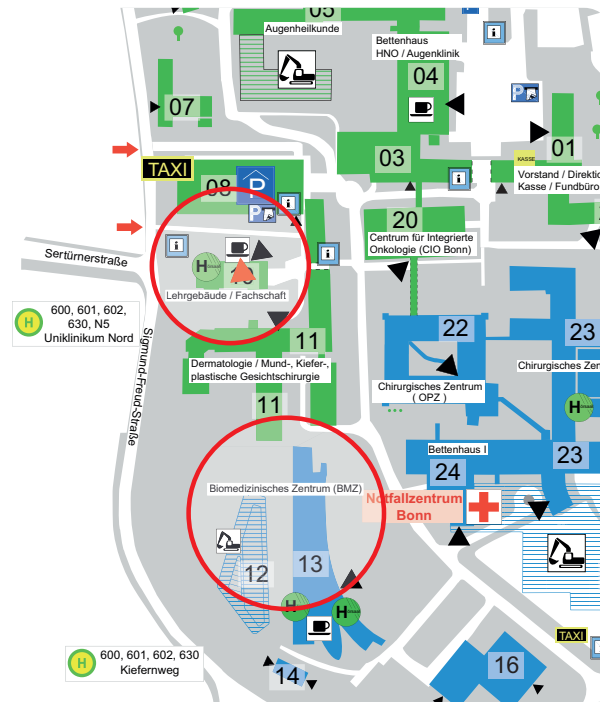 05
Augenheilkunde
i
Bettenhaus
HNO / Augenklinik
04
P
07
01
KASSE
03
Vorstand / Direktio
Kasse / Fundbüro
i
TAXI
08
P
P
i
20
Centrum für Integrierte
Onkologie (CIO Bonn)
i
i
Sertürnerstraße
H
10
Lehrgebäude / Fachschaft
H
600, 601, 602,
630, N5
Uniklinikum Nord
Sigmund-Freud-Straße
11
22
23
Dermatologie / Mund-, Kiefer-,
plastische Gesichtschirurgie
Chirurgisches Zen
Chirurgisches Zentrum
( OPZ )
11
H
Bettenhaus I
23
24
Biomedizinisches Zentrum (BMZ)
Notfallzentrum
Bonn
12
13
H
H
TAXI
i
H
600, 601, 602, 630
Kiefernweg
14
16